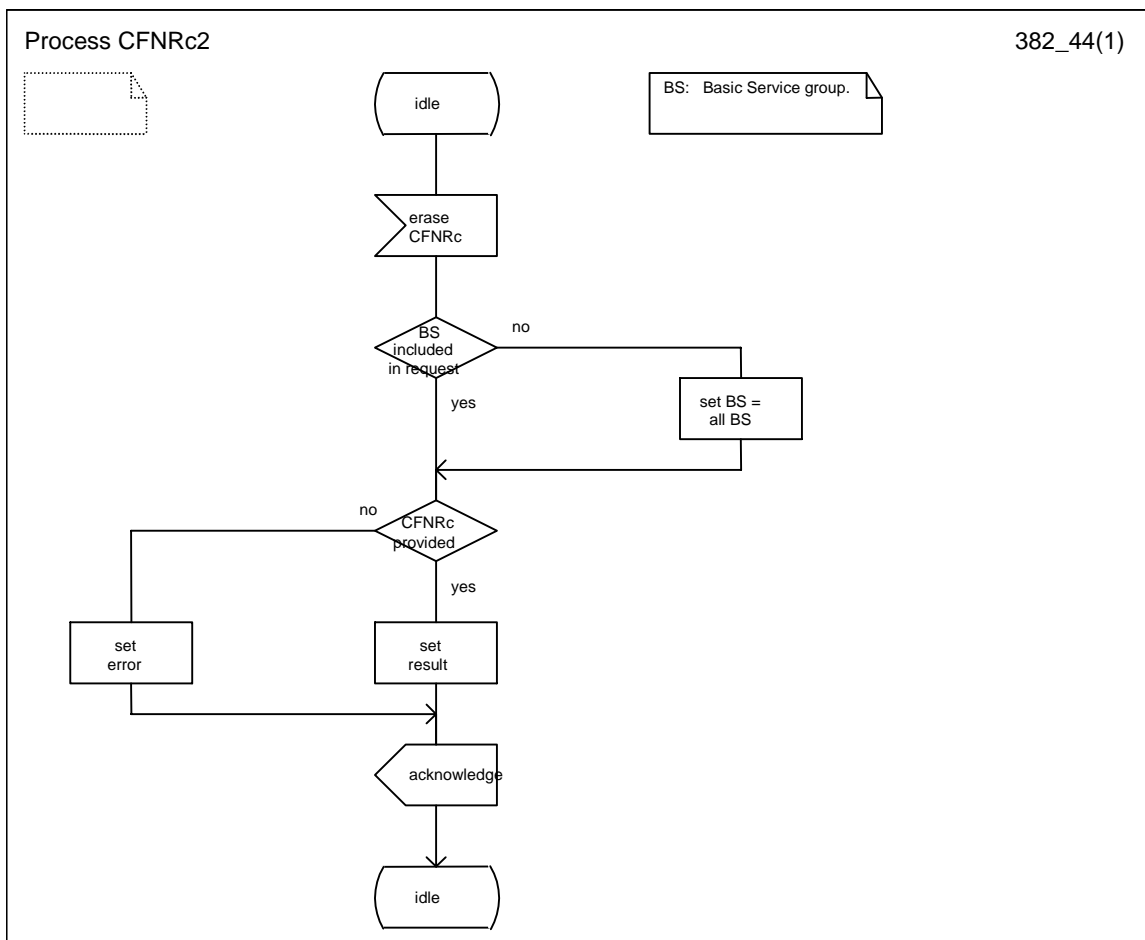 Process CFNRc2
382_44(1)
idle
BS: Basic Service group.
erase
CFNRc
BS
included
in request
no
yes
set BS =
all BS
no
CFNRc
provided
yes
set
error
set
result
acknowledge
idle